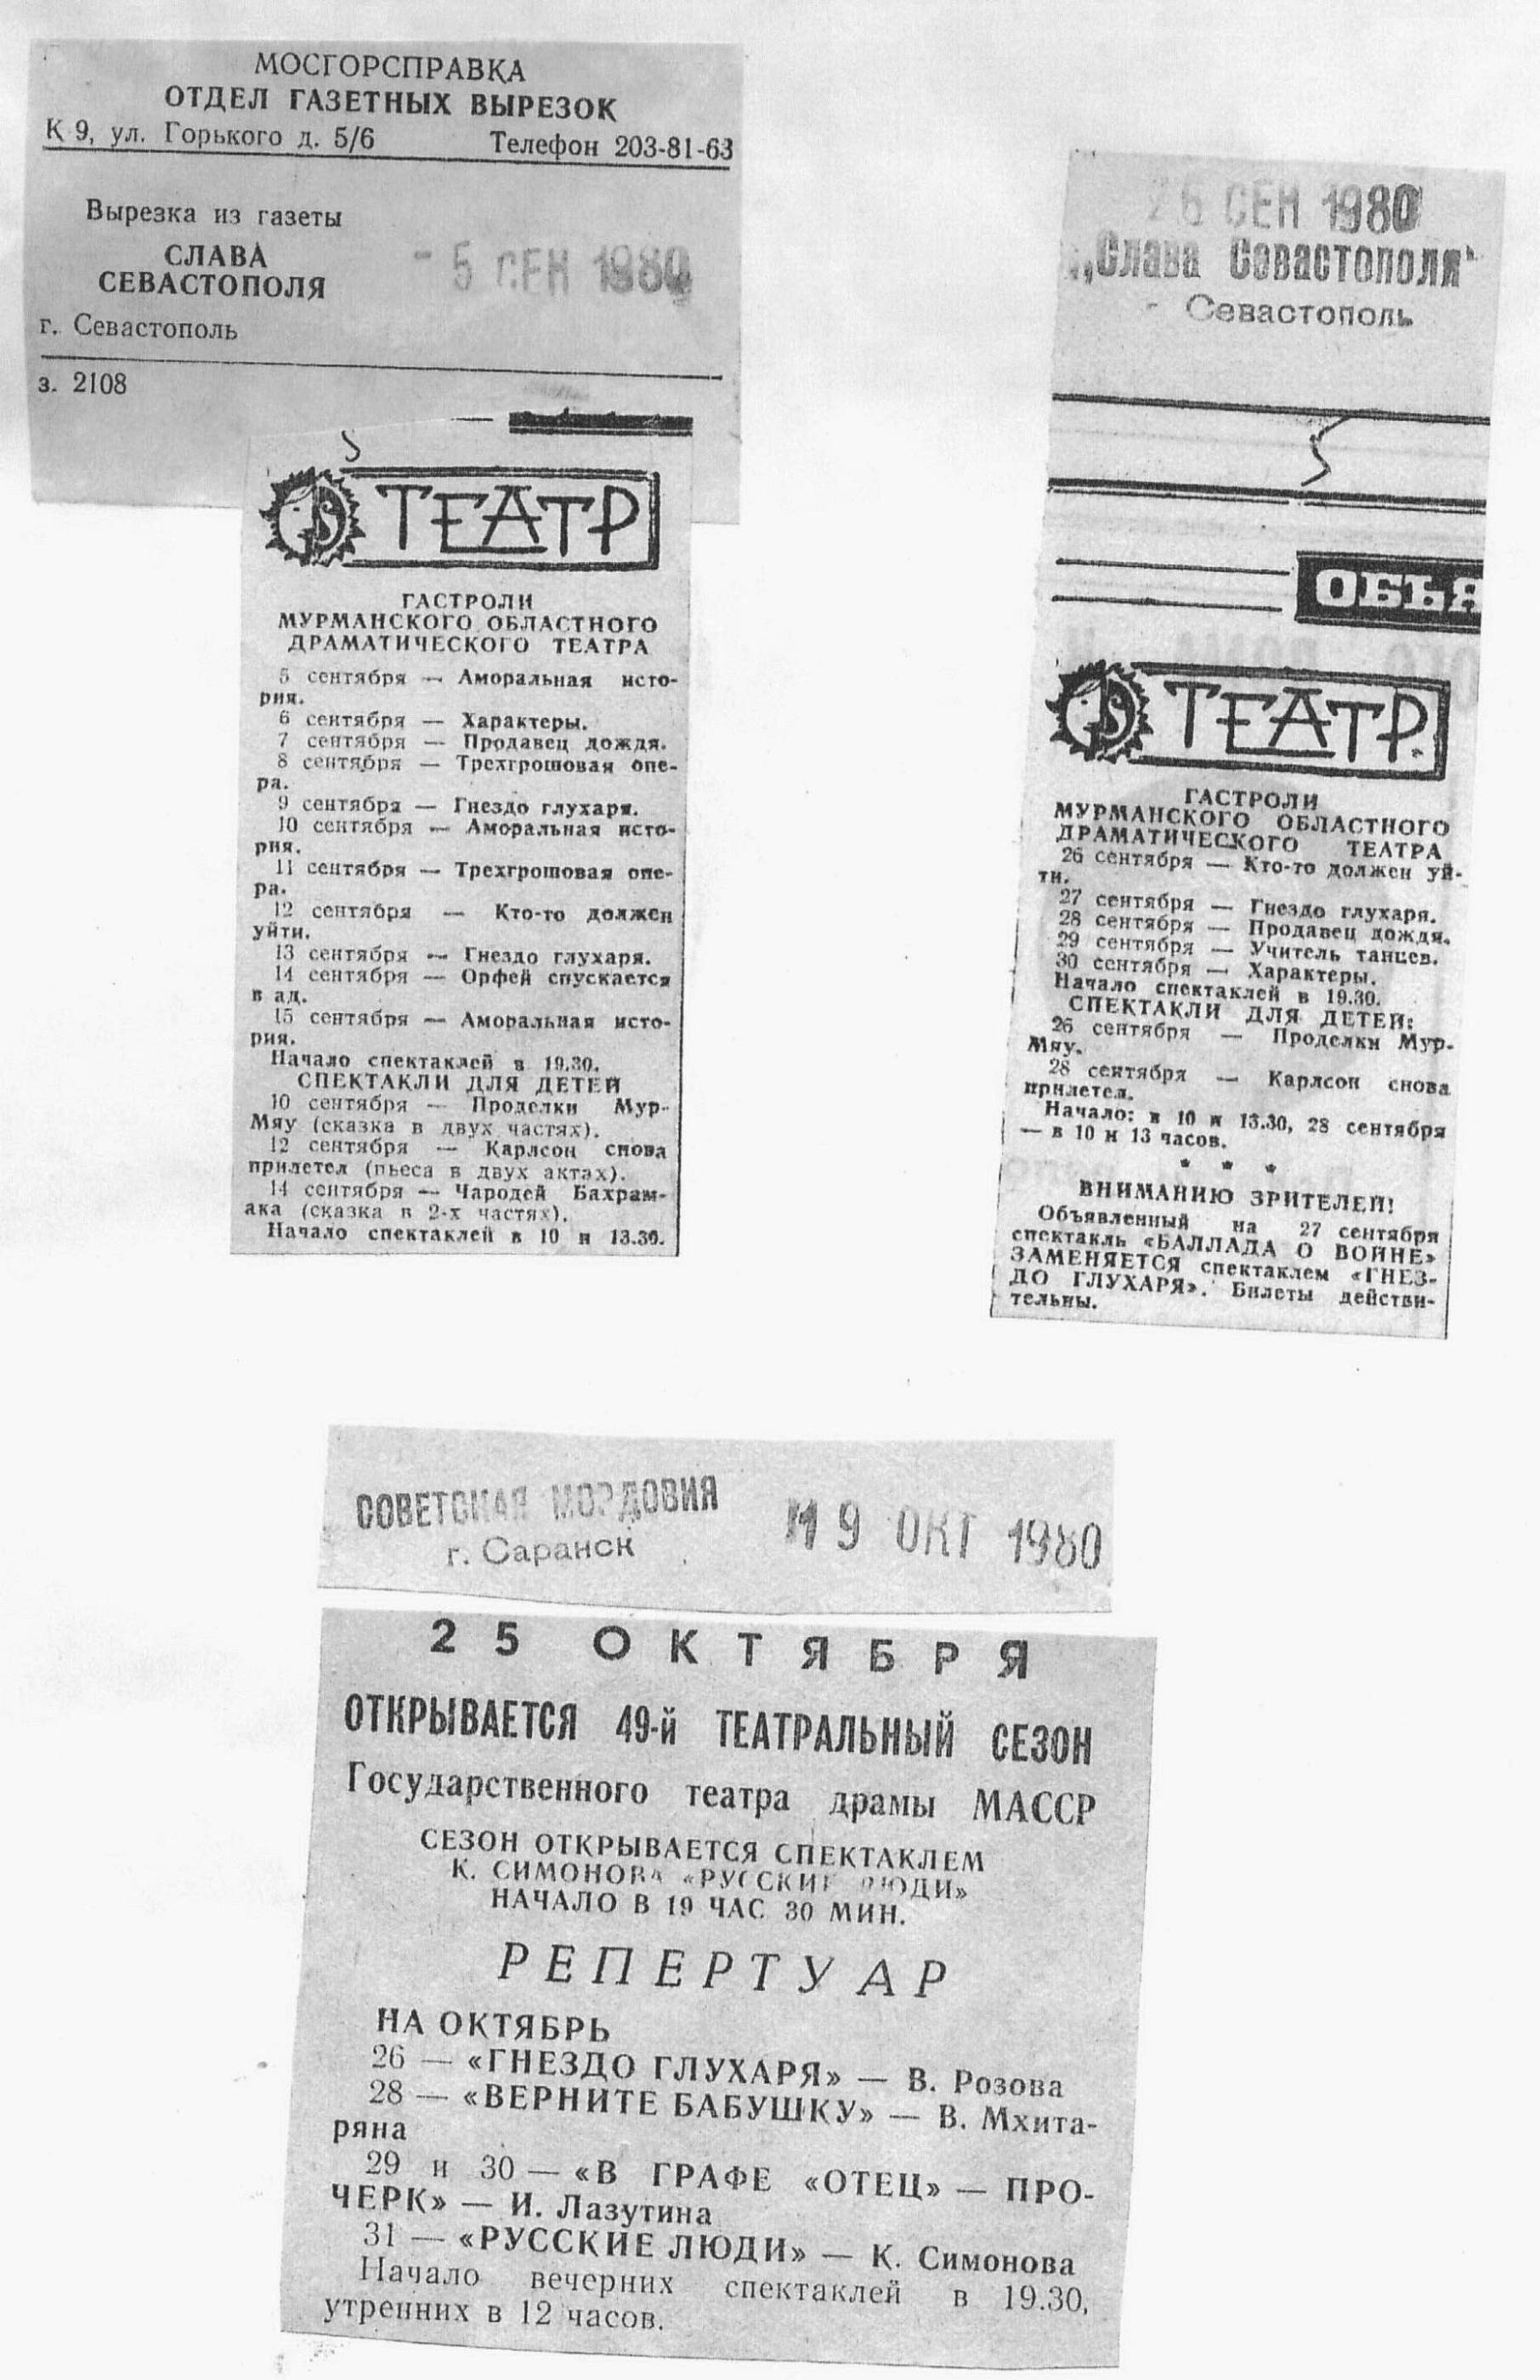 МОСГОРСПРАВКА
ОТДЕЛ ГАЗЕТНЫХ ВЫРЕЗОК
К 9, ул. Горького д. 5/6 Телефон 203-81-63
Вырезка из газеты
СЛАВА
СЕВАСТОПОЛЯ
- 5 СЕН 1980
г. Севастополь
з. 2108
ТЕАТР
ГАСТРОЛИ
МУРМАНСКОГО ОБЛАСТНОГО
ДРАМАТИЧЕСКОГО ТЕАТРА
5 сентября — Аморальная исто-
рия.
6 сентября — Характеры.
7 сентября — Продавец дождя.
8 сентября — Трехгрошовая опе-
ра.
9 сентября — Гнездо глухаря.
10 сентября — Аморальная исто-
рия.
11 сентября — Трехгрошовая опе-
ра.
12 сентября — Кто-то должен
уйти.
13 сентября — Гнездо глухаря.
14 сентября — Орфей спускается
в ад.
15 сентября — Аморальная исто-
рия.
Начало спектаклей в 19.30.
СПЕКТАКЛИ ДЛЯ ДЕТЕЙ
10 сентября — Проделки Мур-
Мяу (сказка в двух частях).
12 сентября — Карлсон снова
прилетел (пьеса в двух актах).
14 сентября — Чародей Бахрам-
ака (сказка в 2-х частях).
Начало спектаклей в 10 и 13.30.
26 СЕН 1980
„Слава Севастополя"
Севастополь
ОБЪЯ
ТЕАТР.
ГАСТРОЛИ
МУРМАНСКОГО ОБЛАСТНОГО
ДРАМАТИЧЕСКОГО ТЕАТРА
26 сентября — Кто-то должен уй-
ти.
27 сентября — Гнездо глухаря.
28 сентября — Продавец дождя.
29 сентября — Учитель танцев.
30 сентября — Характеры.
Начало спектаклей в 19.30.
СПЕКТАКЛИ ДЛЯ ДЕТЕЙ:
26 сентября — Проделки Мур-
Мяу.
28 сентября — Карлсон снова
прилетел.
Начало: в 10 и 13.30, 28 сентября
— в 10 и 13 часов.
* * *
ВНИМАНИЮ ЗРИТЕЛЕЙ!
Объявленный на 27 сентября
спектакль «БАЛЛАДА О ВОЙНЕ»
ЗАМЕНЯЕТСЯ спектаклем «ГНЕЗ-
ДО ГЛУХАРЯ». Билеты действи-
тельны.
СОВЕТСКАЯ МОРДОВИЯ
г. Саранск
19 ОКТ 1980
25 ОКТЯБРЯ
ОТКРЫВАЕТСЯ 49-й ТЕАТРАЛЬНЫЙ СЕЗОН
Государственного театра драмы МАССР
СЕЗОН ОТКРЫВАЕТСЯ СПЕКТАКЛЕМ
К. СИМОНОВА «РУССКИЕ ЛЮДИ»
НАЧАЛО В 19 ЧАС 30 МИН.
РЕПЕРТУАР
НА ОКТЯБРЬ
26 — «ГНЕЗДО ГЛУХАРЯ» — В. Розова
28 — «ВЕРНИТЕ БАБУШКУ» — В. Мхита-
ряна
29 и 30 — «В ГРАФЕ «ОТЕЦ» — ПРО-
ЧЕРК» — И. Лазутина
31 — «РУССКИЕ ЛЮДИ» — К. Симонова
Начало вечерних спектаклей в 19.30,
утренних в 12 часов.